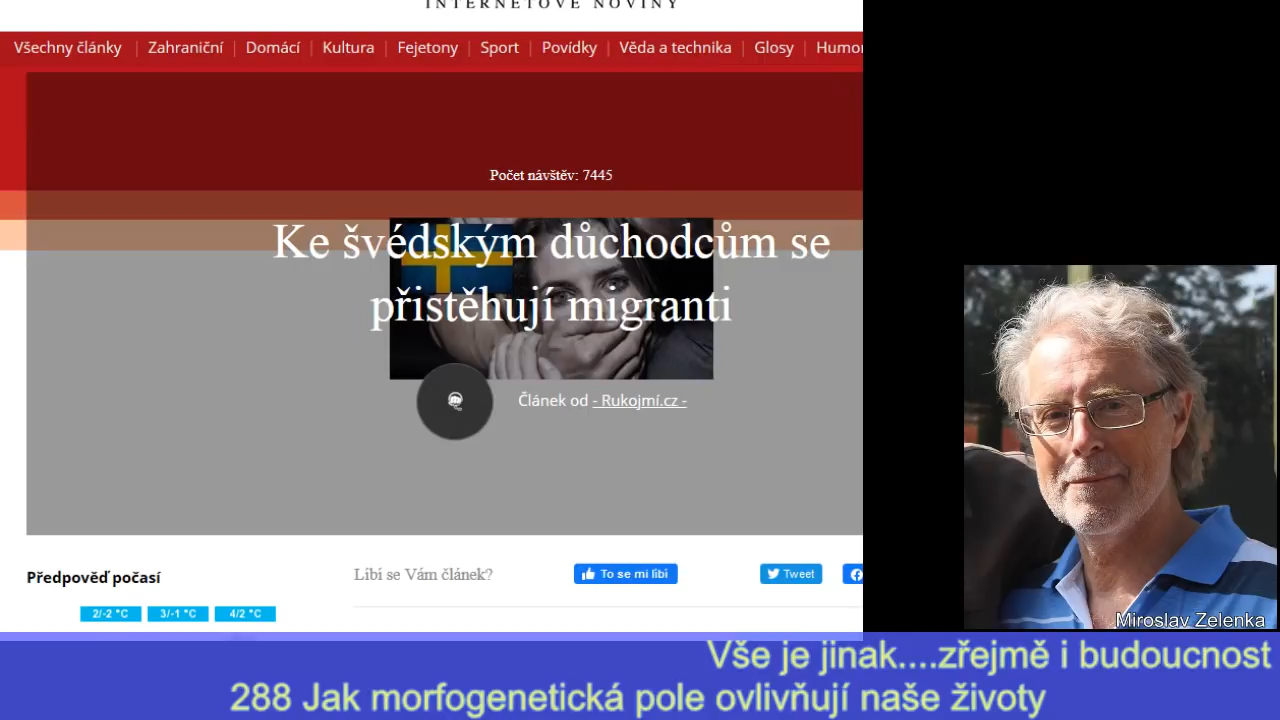 INTERNETOVÉ NOVINY
Všechny články | Zahraniční | Domácí | Kultura | Fejetony | Sport | Povídky | Věda a technika | Glosy | Humo
Počet návštěv: 7445
Ke švédským důchodcům se
přistěhují migranti
Článek od - Rukojmí.cz -
Předpověď počasí
Líbí se Vám článek?
To se mi líbí
Tweet
2/-2 °C
3/-1 °C
4/2 °C
Miroslav Zelenka
Vše je jinak....zřejmě i budoucnost
288 Jak morfogenetická pole ovlivňují naše životy